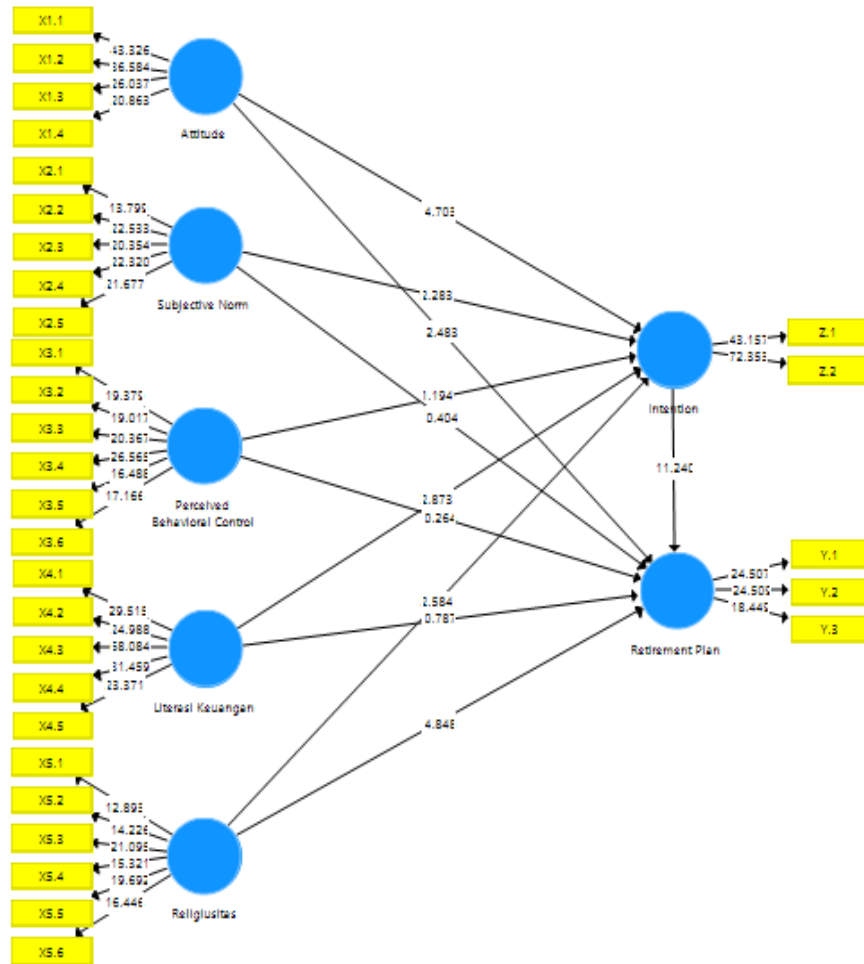 X1.1
X1.2
X1.3
X1.4
43.326
36.584
26.037
20.863
Attitude
X2.1
X2.2
X2.3
X2.4
X2.5
13.795
22.533
20.354
22.320
21.677
Subjective Norm
X3.1
X3.2
X3.3
X3.4
X3.5
X3.6
19.375
19.017
20.367
26.565
16.488
17.166
Perceived
Behavioral Control
X4.1
X4.2
X4.3
X4.4
X4.5
29.515
24.988
58.084
31.459
23.371
Literasi Keuangan
X5.1
X5.2
X5.3
X5.4
X5.5
X5.6
12.893
14.226
21.095
15.321
19.692
16.446
Religiusitas
4.703
2.283
2.483
1.194
0.404
2.873
0.264
2.584
0.787
4.848
Intention
43.157
72.353
Z.1
Z.2
11.240
Retirement Plan
24.507
24.505
18.445
Y.1
Y.2
Y.3